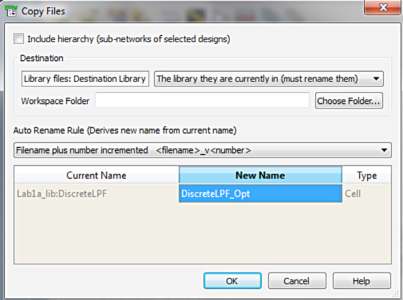 Copy Files
Include hierarchy (sub-networks of selected designs)
Destination
Library files: Destination Library The library they are currently in (must rename them)
Workspace Folder Choose Folder...
Auto Rename Rule (Derives new name from current name)
Filename plus number incremented <filename>_v<number>
Current Name New Name Type
Lab1a_lib:DiscreteLPF DiscreteLPF_Opt Cell
OK Cancel Help